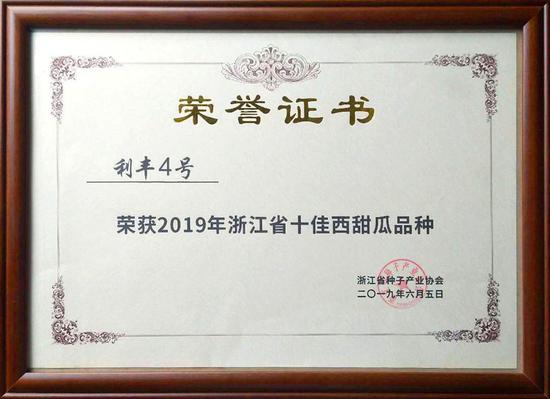 荣誉证书
利丰4号
荣获2019年浙江省十佳西甜瓜品种
浙江省种子产业协会
二〇一九年六月五日